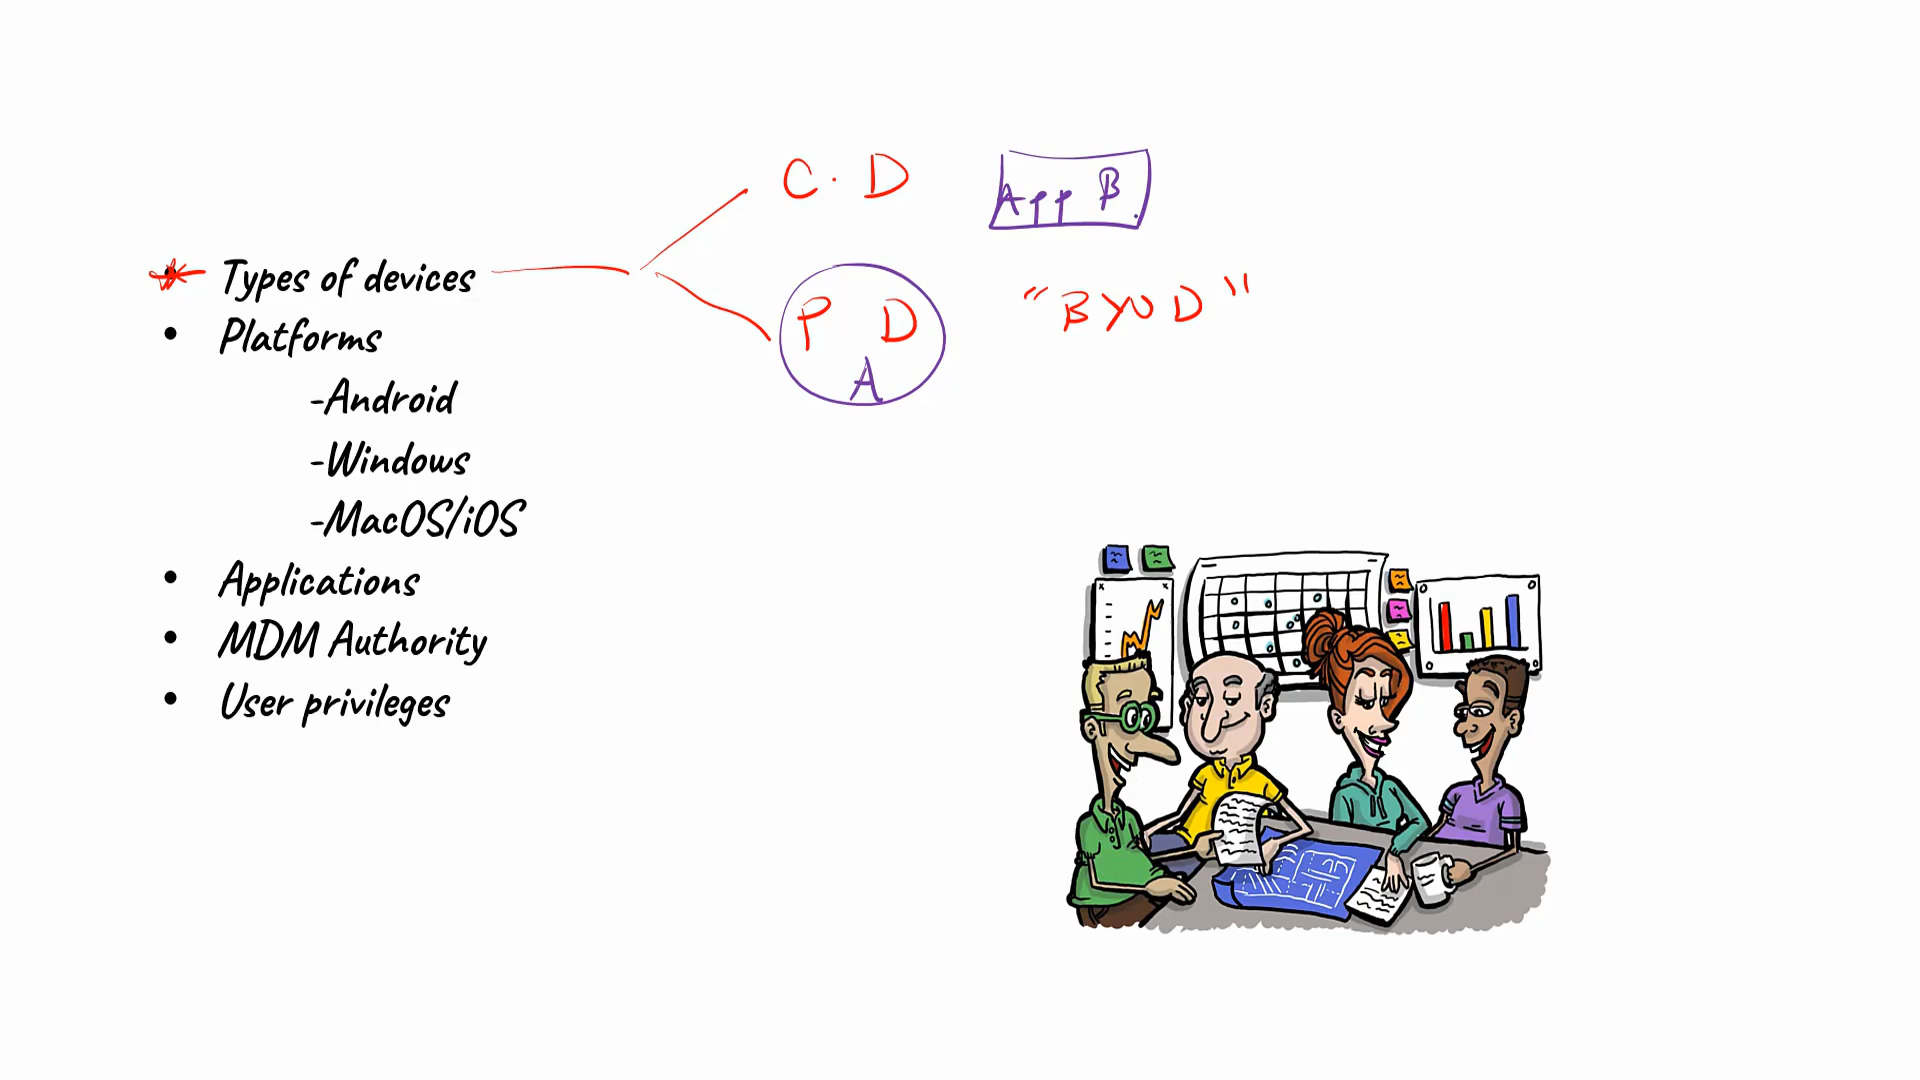 C. D
App B.
• Types of devices
P D
"BYOD"
A
• Platforms
-Android
-Windows
-MacOS/iOS
• Applications
• MDM Authority
• User privileges